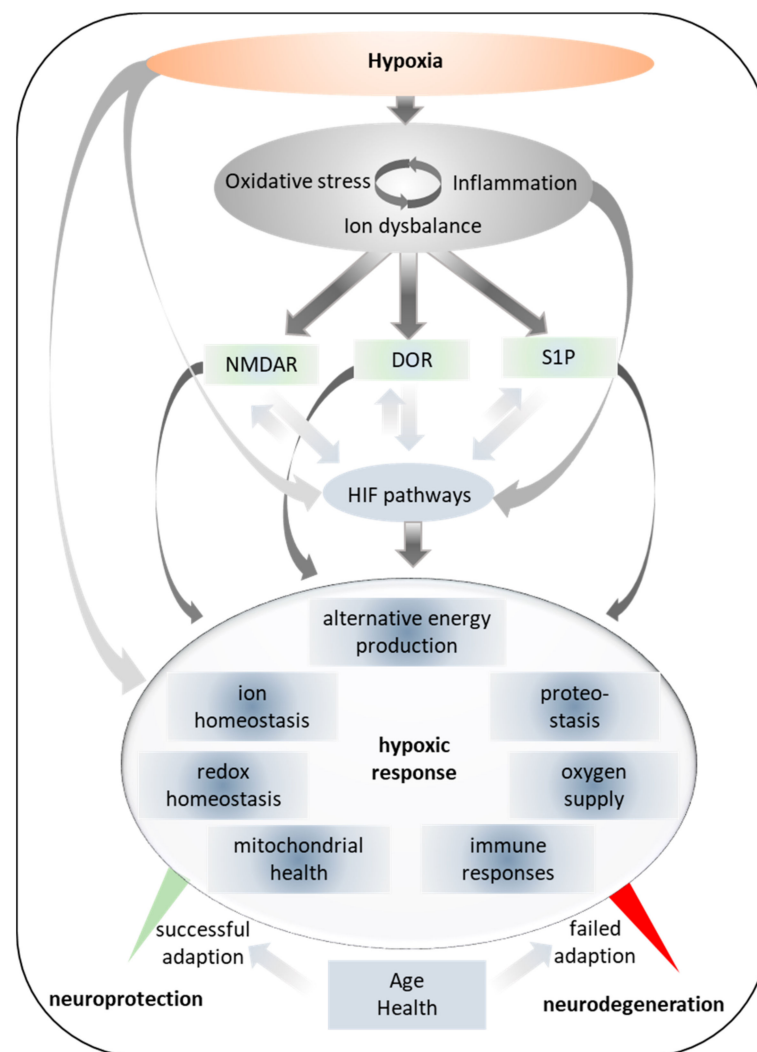 Hypoxia
Oxidative stress
Inflammation
Ion dysbalance
NMDAR
DOR
S1P
HIF pathways
alternative energy
production
ion
homeostasis
proteo-
stasis
hypoxic
response
redox
homeostasis
oxygen
supply
mitochondrial
health
immune
responses
successful
adaption
failed
adaption
neuroprotection
Age
Health
neurodegeneration